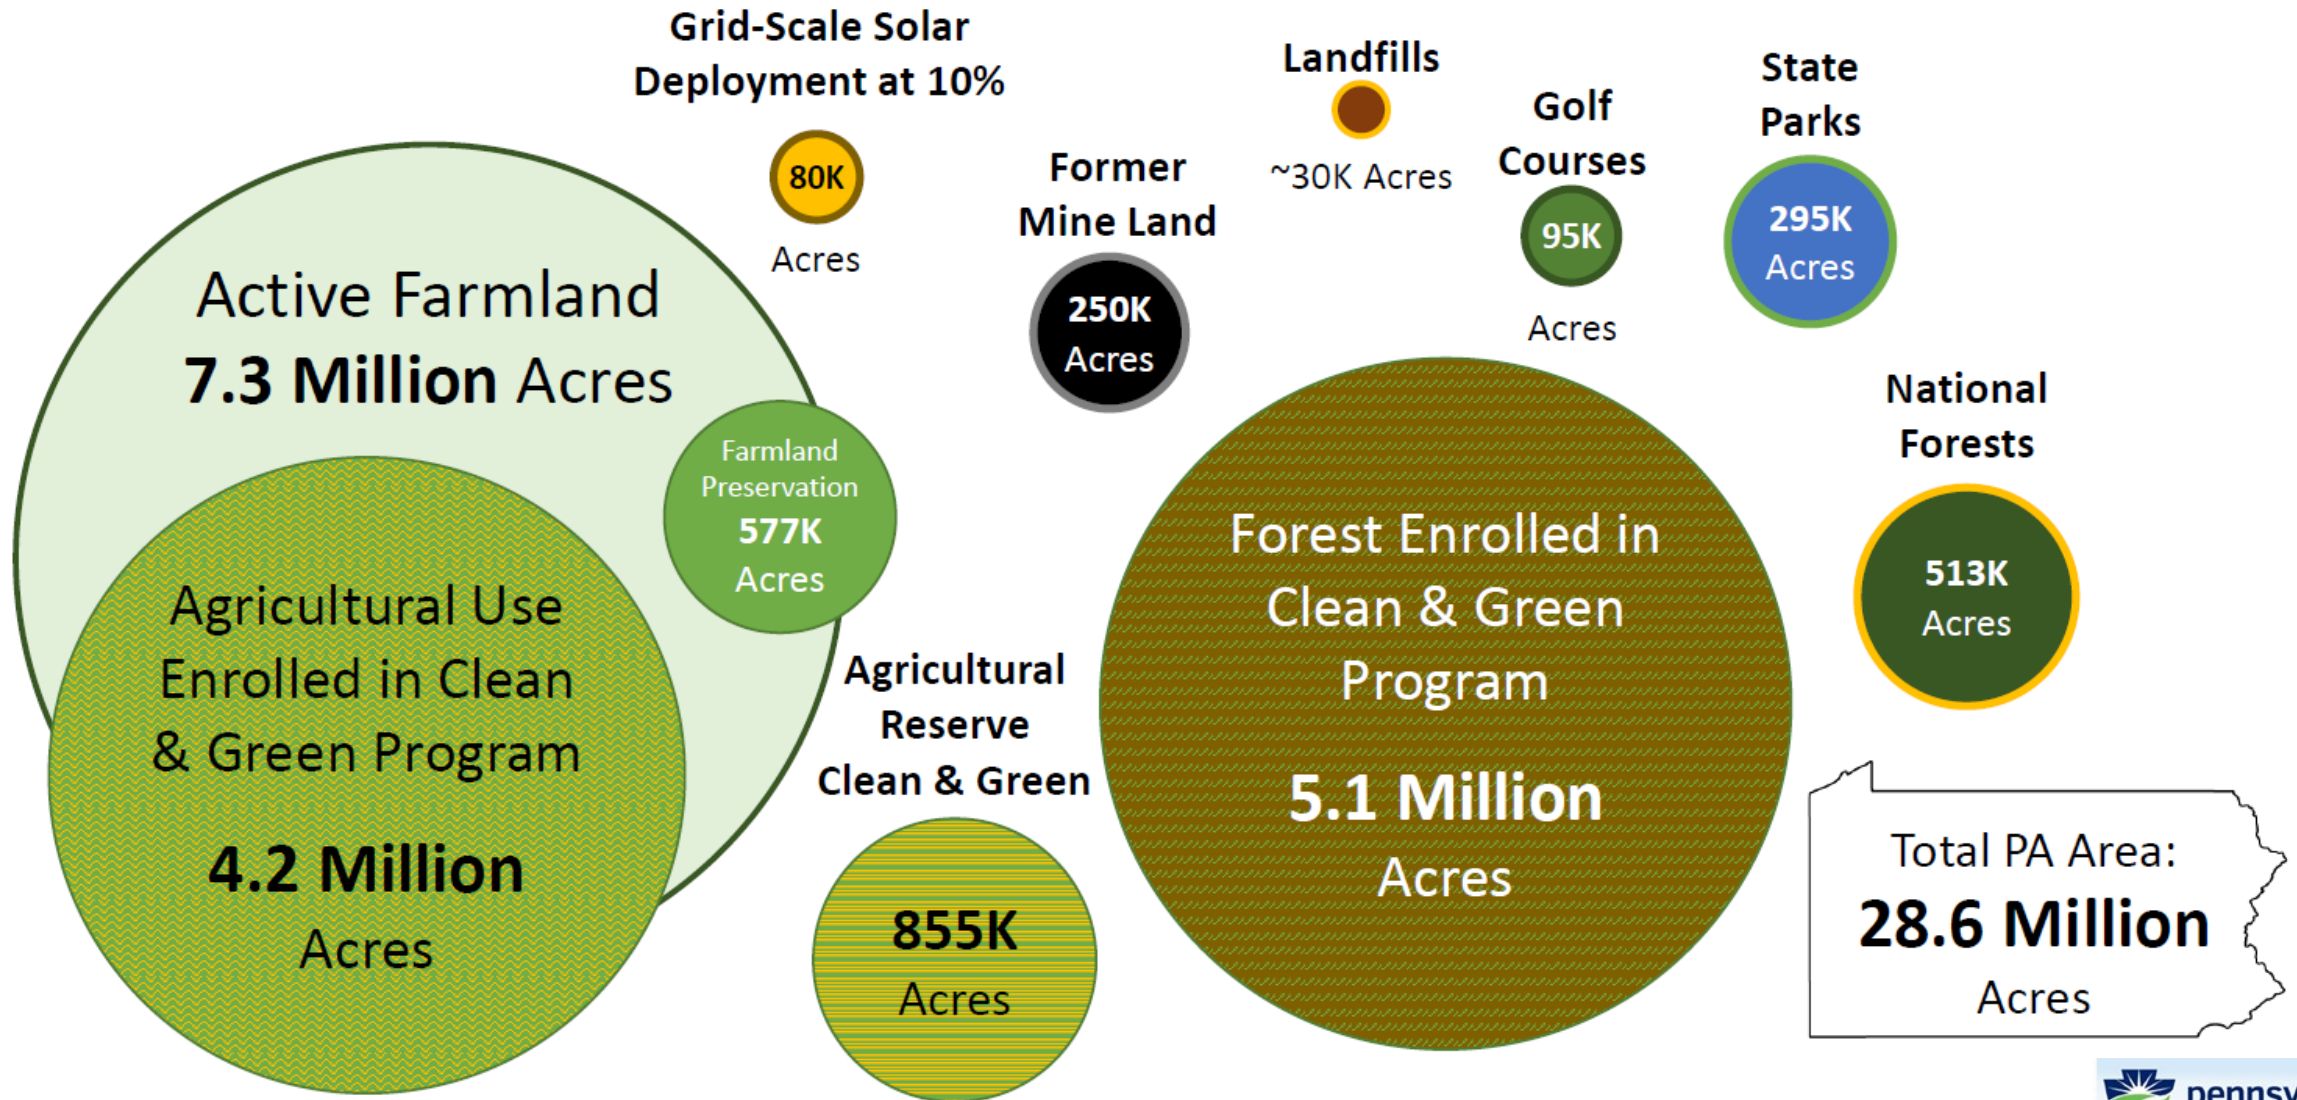 Grid-Scale Solar
Deployment at 10%
80K
Acres
Landfills
~30K Acres
Golf
Courses
95K
Acres
State
Parks
295K
Acres
Former
Mine Land
250K
Acres
Active Farmland
7.3 Million Acres
Farmland
Preservation
577K
Acres
Agricultural Use
Enrolled in Clean
& Green Program
4.2 Million
Acres
Agricultural
Reserve
Clean & Green
855K
Acres
Forest Enrolled in
Clean & Green
Program
5.1 Million
Acres
National
Forests
513K
Acres
Total PA Area:
28.6 Million
Acres